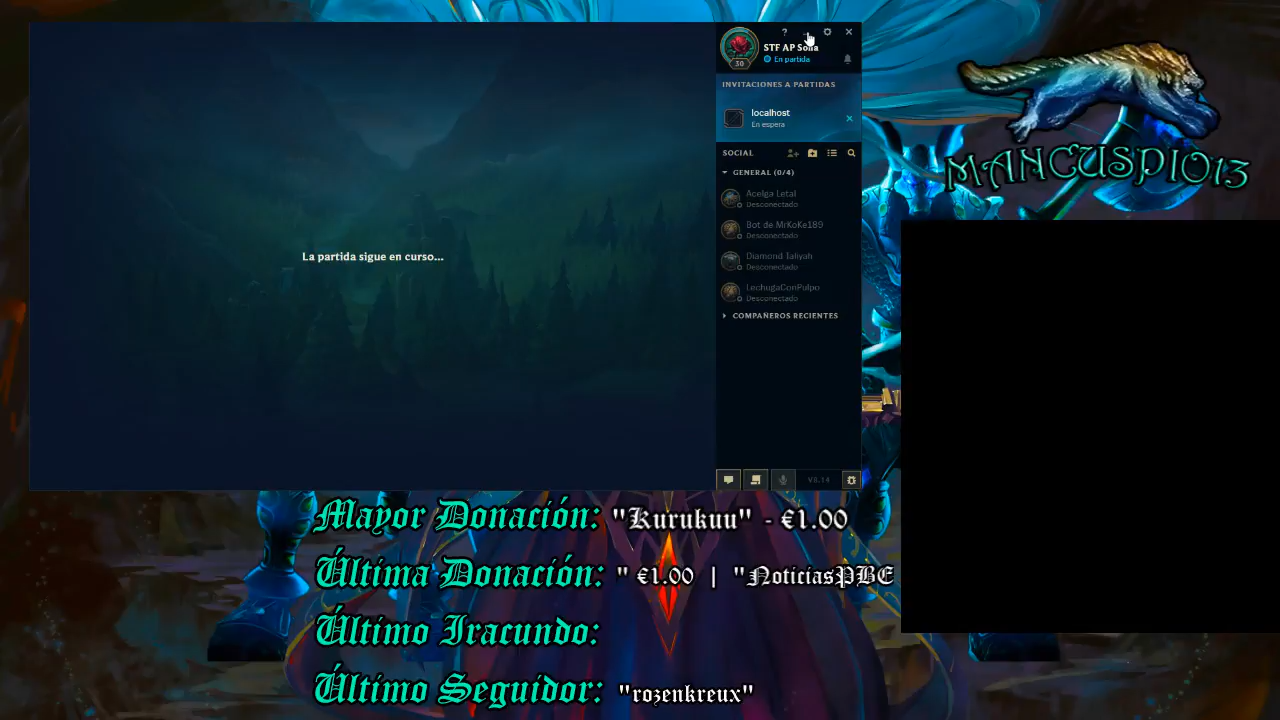 STF AP Sona
30
En partida
INVITACIONES A PARTIDAS
localhost
En espera
SOCIAL
GENERAL (0/4)
Acelga Letal
Desconectado
Bot de MrKoKe189
Desconectado
Diamond Taliyah
Desconectado
LechugaConPulpo
Desconectado
COMPAÑEROS RECIENTES
La partida sigue en curso...
V8.14
MANCUSPIO13
Mayor Donación: "Kurukuu" - €1.00
Última Donación: " €1.00 | "NoticiasPBE
Último Iracundo:
Último Seguidor: "rozenkreux"